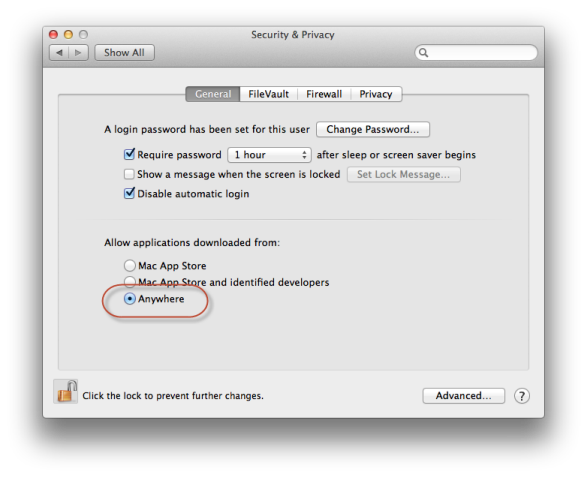 Security & Privacy
Show All
General FileVault Firewall Privacy
A login password has been set for this user Change Password...
Require password 1 hour after sleep or screen saver begins
Show a message when the screen is locked Set Lock Message...
Disable automatic login
Allow applications downloaded from:
Mac App Store
Mac App Store and identified developers
Anywhere
Click the lock to prevent further changes. Advanced... ?